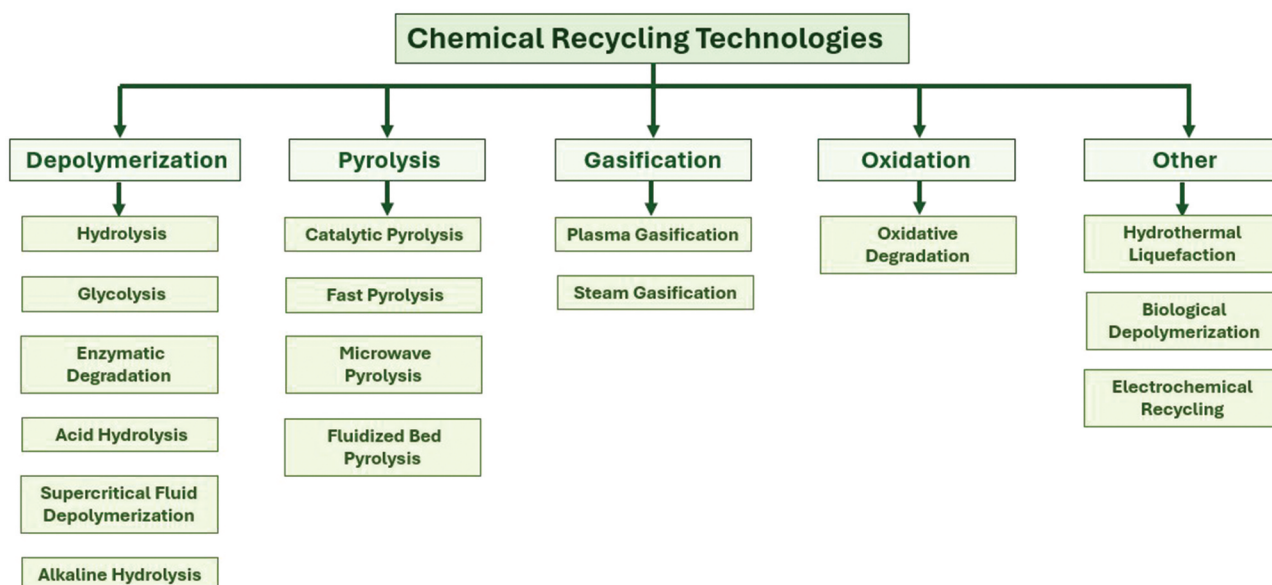 Chemical Recycling Technologies
Depolymerization
Pyrolysis
Gasification
Oxidation
Other
Hydrolysis
Glycolysis
Enzymatic
Degradation
Acid Hydrolysis
Supercritical Fluid
Depolymerization
Alkaline Hydrolysis
Catalytic Pyrolysis
Fast Pyrolysis
Microwave
Pyrolysis
Fluidized Bed
Pyrolysis
Plasma Gasification
Steam Gasification
Oxidative
Degradation
Hydrothermal
Liquefaction
Biological
Depolymerization
Electrochemical
Recycling